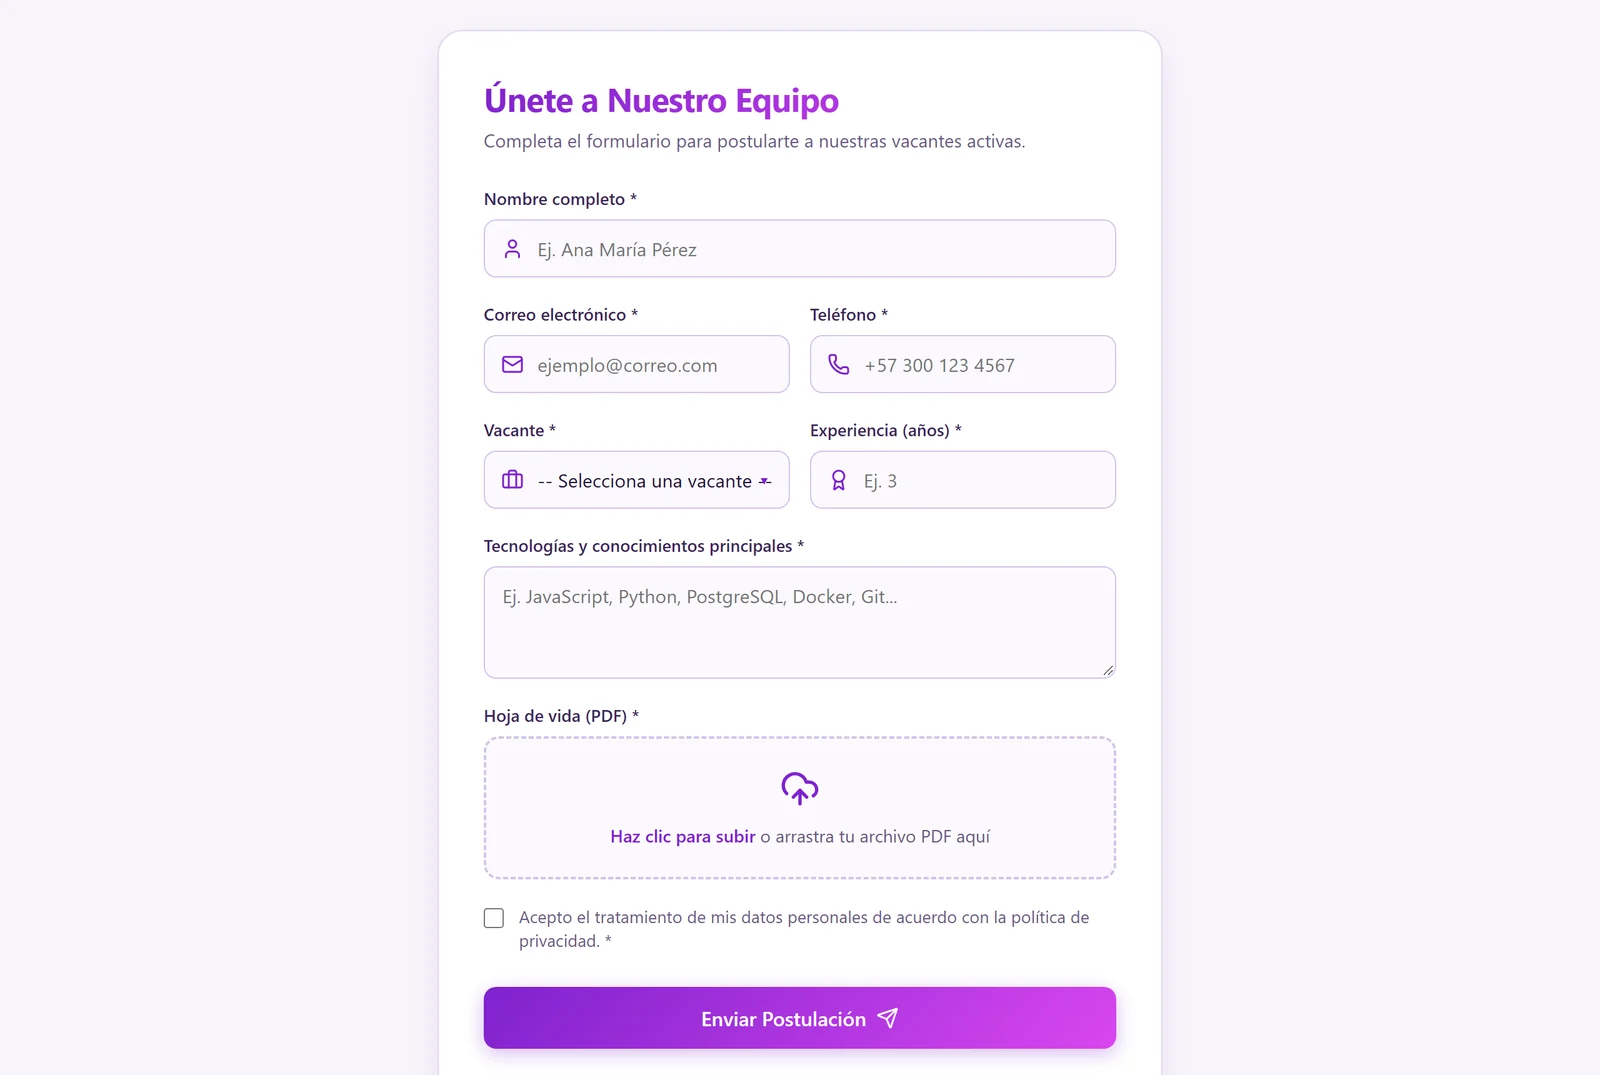 Únete a Nuestro Equipo
Completa el formulario para postularte a nuestras vacantes activas.
Nombre completo *
Ej. Ana María Pérez
Correo electrónico *
Teléfono *
ejemplo@correo.com
+57 300 123 4567
Vacante *
Experiencia (años) *
-- Selecciona una vacante --
Ej. 3
Tecnologías y conocimientos principales *
Ej. JavaScript, Python, PostgreSQL, Docker, Git...
Hoja de vida (PDF) *
Haz clic para subir o arrastra tu archivo PDF aquí
Acepto el tratamiento de mis datos personales de acuerdo con la política de
privacidad. *
Enviar Postulación